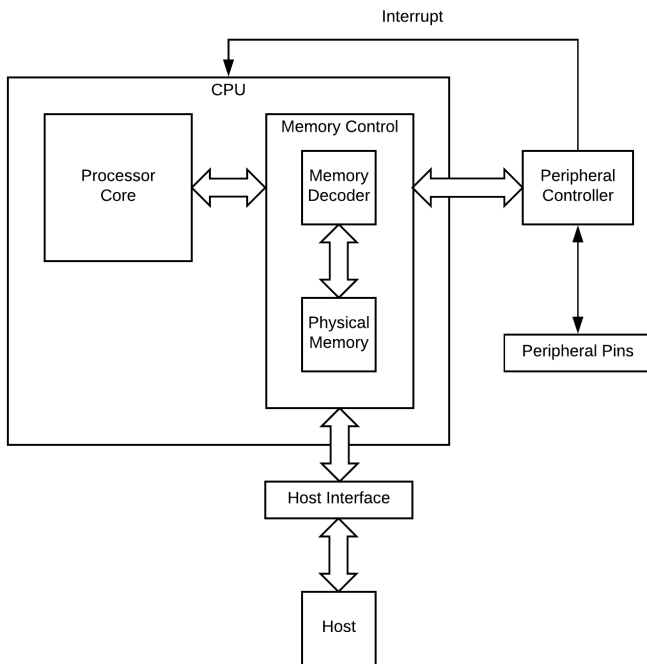 Interrupt
CPU
Processor
Core
Memory Control
Memory
Decoder
Physical
Memory
Peripheral
Controller
Peripheral Pins
Host Interface
Host